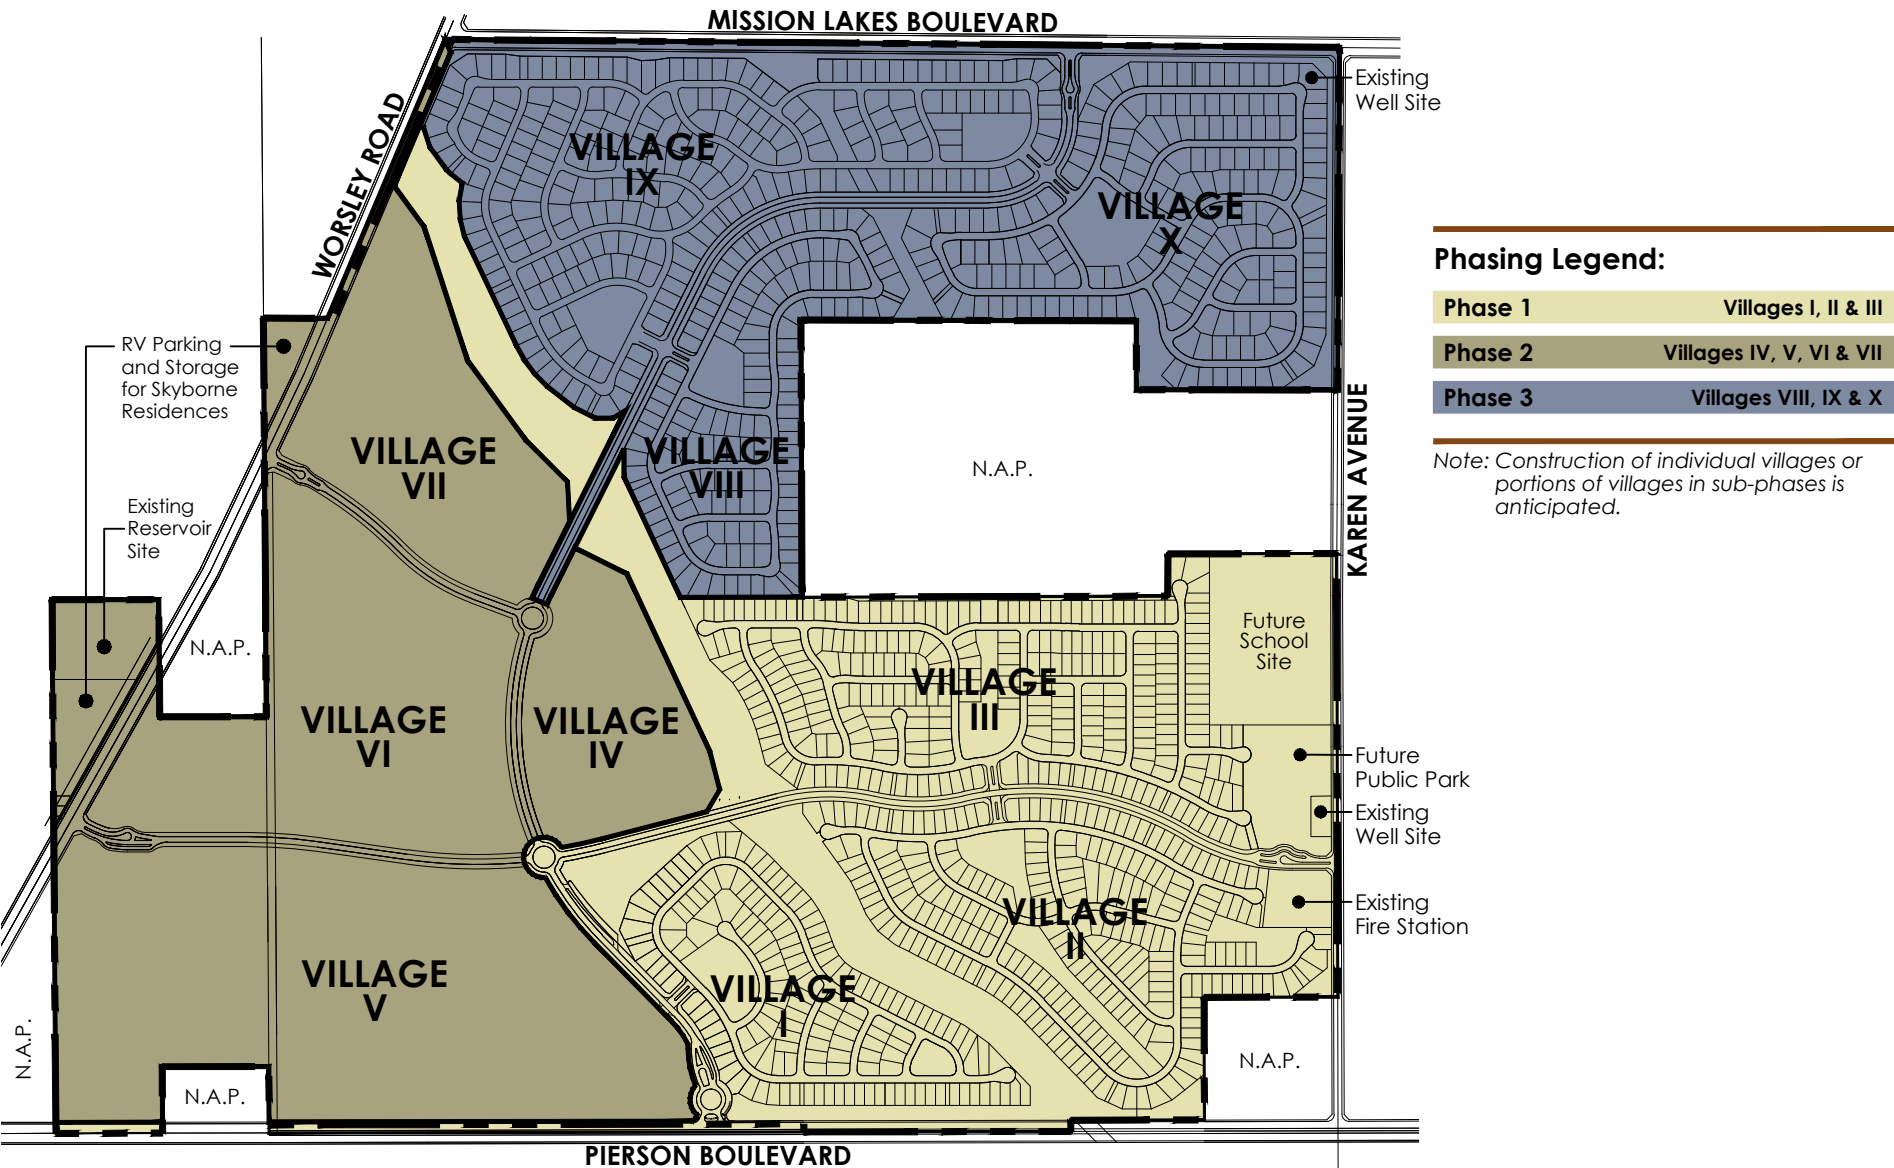 MISSION LAKES BOULEVARD
WORSLEY ROAD
VILLAGE
IX
VILLAGE
X
Existing
Well Site
Phasing Legend:
Phase 1 Villages I, II & III
Phase 2 Villages IV, V, VI & VII
Phase 3 Villages VIII, IX & X
Note: Construction of individual villages or
portions of villages in sub-phases is
anticipated.
RV Parking
and Storage
for Skyborne
Residences
VILLAGE
VII
VILLAGE
VIII
N.A.P.
KAREN AVENUE
Existing
Reservoir
Site
N.A.P.
Future
School
Site
VILLAGE
VI
VILLAGE
IV
VILLAGE
III
Future
Public Park
Existing
Well Site
VILLAGE
II
Existing
Fire Station
VILLAGE
V
VILLAGE
I
N.A.P.
N.A.P.
N.A.P.
PIERSON BOULEVARD